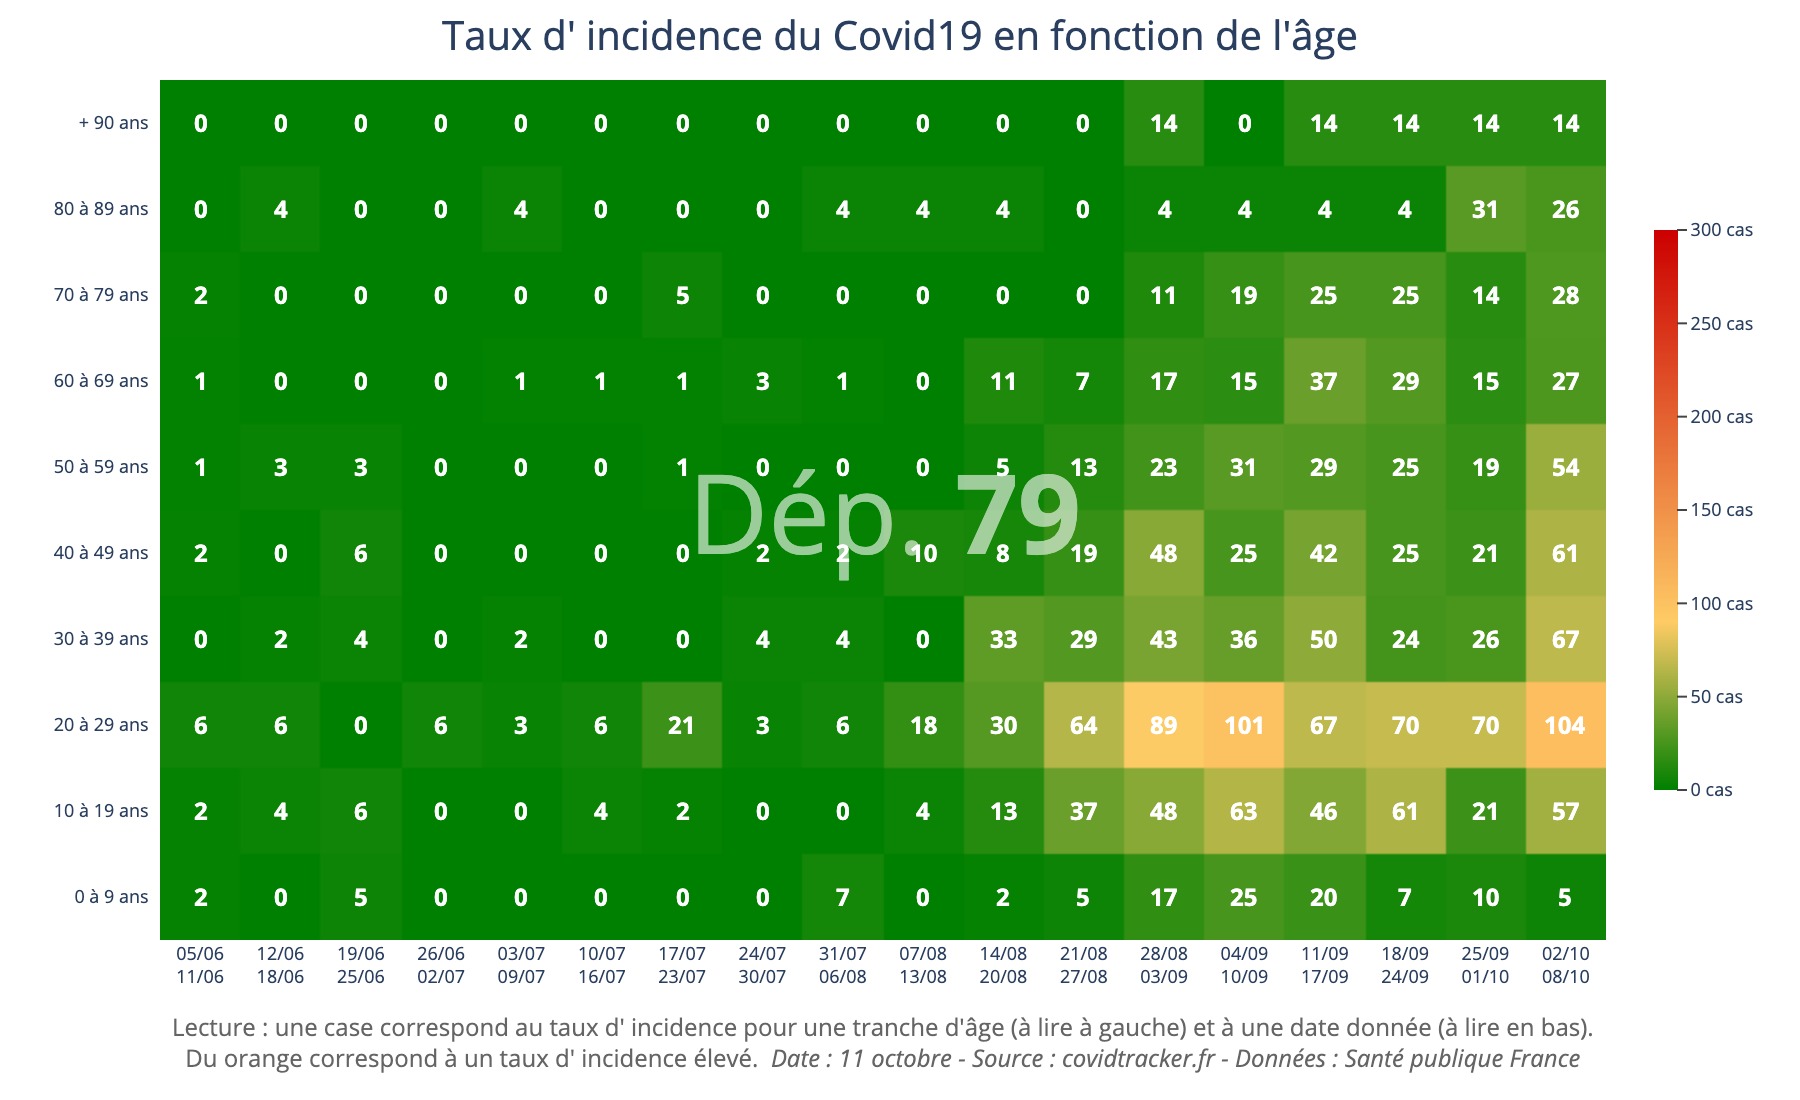 Taux d' incidence du Covid19 en fonction de l'âge
+ 90 ans 0 0 0 0 0 0 0 0 0 0 0 0 14 0 14 14 14 14
80 à 89 ans 0 4 0 0 4 0 0 0 4 4 4 0 4 4 4 4 31 26
70 à 79 ans 2 0 0 0 0 0 5 0 0 0 0 0 11 19 25 25 14 28
60 à 69 ans 1 0 0 0 1 1 1 3 1 0 11 7 17 15 37 29 15 27
50 à 59 ans 1 3 3 0 0 0 1 0 0 0 5 13 23 31 29 25 19 54
Dép. 79
40 à 49 ans 2 0 6 0 0 0 0 2 2 10 8 19 48 25 42 25 21 61
30 à 39 ans 0 2 4 0 2 0 0 4 4 0 33 29 43 36 50 24 26 67
20 à 29 ans 6 6 0 6 3 6 21 3 6 18 30 64 89 101 67 70 70 104
10 à 19 ans 2 4 6 0 0 4 2 0 0 4 13 37 48 63 46 61 21 57
0 à 9 ans 2 0 5 0 0 0 0 0 7 0 2 5 17 25 20 7 10 5
05/06 12/06 19/06 26/06 03/07 10/07 17/07 24/07 31/07 07/08 14/08 21/08 28/08 04/09 11/09 18/09 25/09 02/10
11/06 18/06 25/06 02/07 09/07 16/07 23/07 30/07 06/08 13/08 20/08 27/08 03/09 10/09 17/09 24/09 01/10 08/10
300 cas
250 cas
200 cas
150 cas
100 cas
50 cas
0 cas
Lecture : une case correspond au taux d' incidence pour une tranche d'âge (à lire à gauche) et à une date donnée (à lire en bas).
Du orange correspond à un taux d' incidence élevé. Date : 11 octobre - Source : covidtracker.fr - Données : Santé publique France